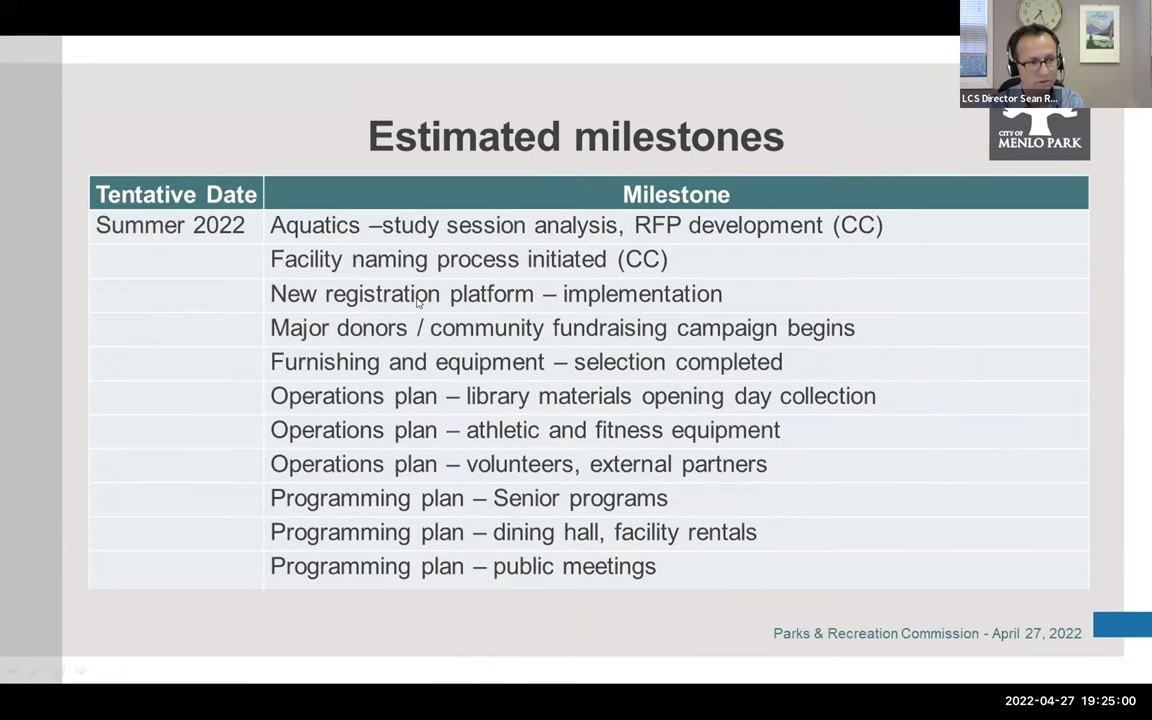 LCS Director Sean R...
CITY OF
MENLO PARK
Estimated milestones
Tentative Date Milestone
Summer 2022 Aquatics –study session analysis, RFP development (CC)
Facility naming process initiated (CC)
New registration platform – implementation
Major donors / community fundraising campaign begins
Furnishing and equipment – selection completed
Operations plan – library materials opening day collection
Operations plan – athletic and fitness equipment
Operations plan – volunteers, external partners
Programming plan – Senior programs
Programming plan – dining hall, facility rentals
Programming plan – public meetings
Parks & Recreation Commission - April 27, 2022
2022-04-27 19:25:00